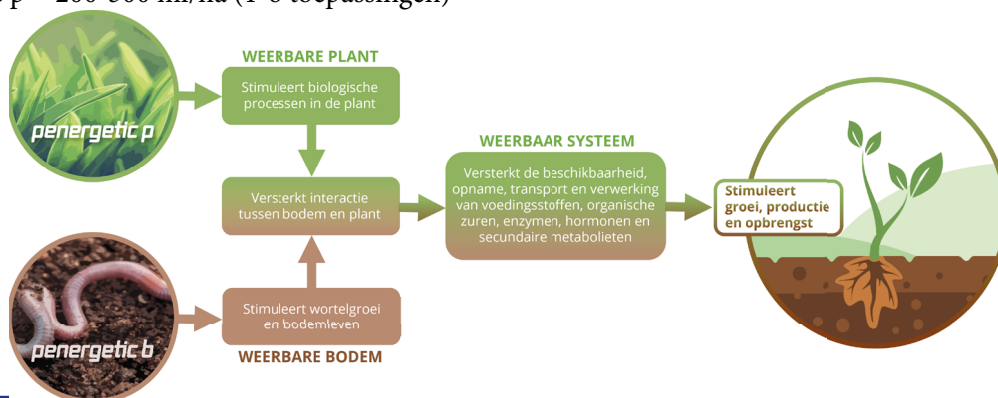 WEERBARE PLANT
Stimuleert biologische
processen in de plant
penergetic p
WEERBAAR SYSTEEM
Versterkt de beschikbaarheid,
opname, transport en verwerking
van voedingsstoffen, organische
zuren, enzymen, hormonen en
secundaire metabolieten
Versterkt interactie
tussen bodem en plant
Stimuleert
groei, productie
en opbrengst
Stimuleert wortelgroei
en bodemleven
penergetic b
WEERBARE BODEM